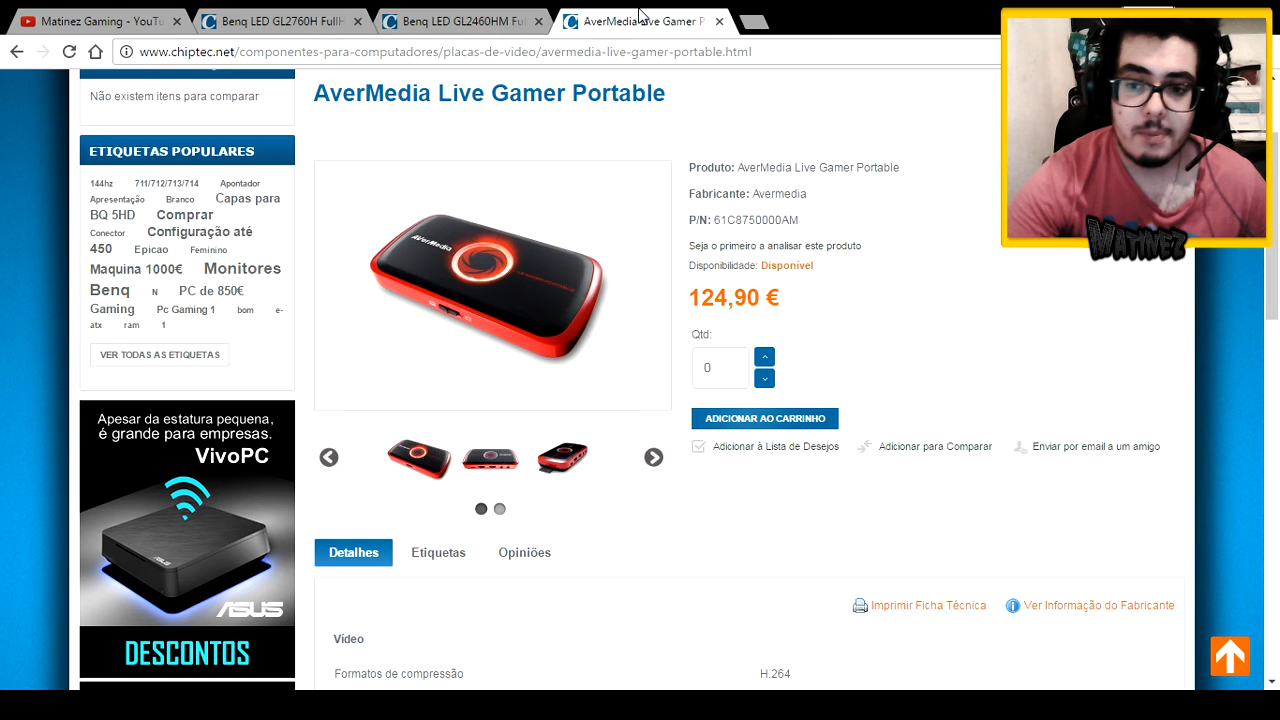 Matinez Gaming - YouTu
Benq LED GL2760H FullH
Benq LED GL2460HM Ful
AverMedia Live Gamer P
www.chiptec.net/componentes-para-computadores/placas-de-video/avermedia-live-gamer-portable.html
Não existem itens para comparar
ETIQUETAS POPULARES
144hz 711/712/713/714 Apontador
Apresentação Branco Capas para
BQ 5HD Comprar
Conector Configuração até
450 Epicao Feminino
Maquina 1000€ Monitores
Benq N PC de 850€
Gaming Pc Gaming 1 bom e-
atx ram 1
VER TODAS AS ETIQUETAS
Apesar da estatura pequena,
é grande para empresas.
VivoPC
ASUS
ASUS
DESCONTOS
AverMedia Live Gamer Portable
AVerMedia
Produto: AverMedia Live Gamer Portable
Fabricante: Avermedia
P/N: 61C8750000AM
Seja o primeiro a analisar este produto
Disponibilidade: Disponível
124,90 €
Qtd:
0
ADICIONAR AO CARRINHO
Adicionar à Lista de Desejos
Adicionar para Comparar
Enviar por email a um amigo
Detalhes
Etiquetas
Opiniões
Imprimir Ficha Técnica
Ver Informação do Fabricante
Vídeo
Formatos de compressão H.264
MATINEZ